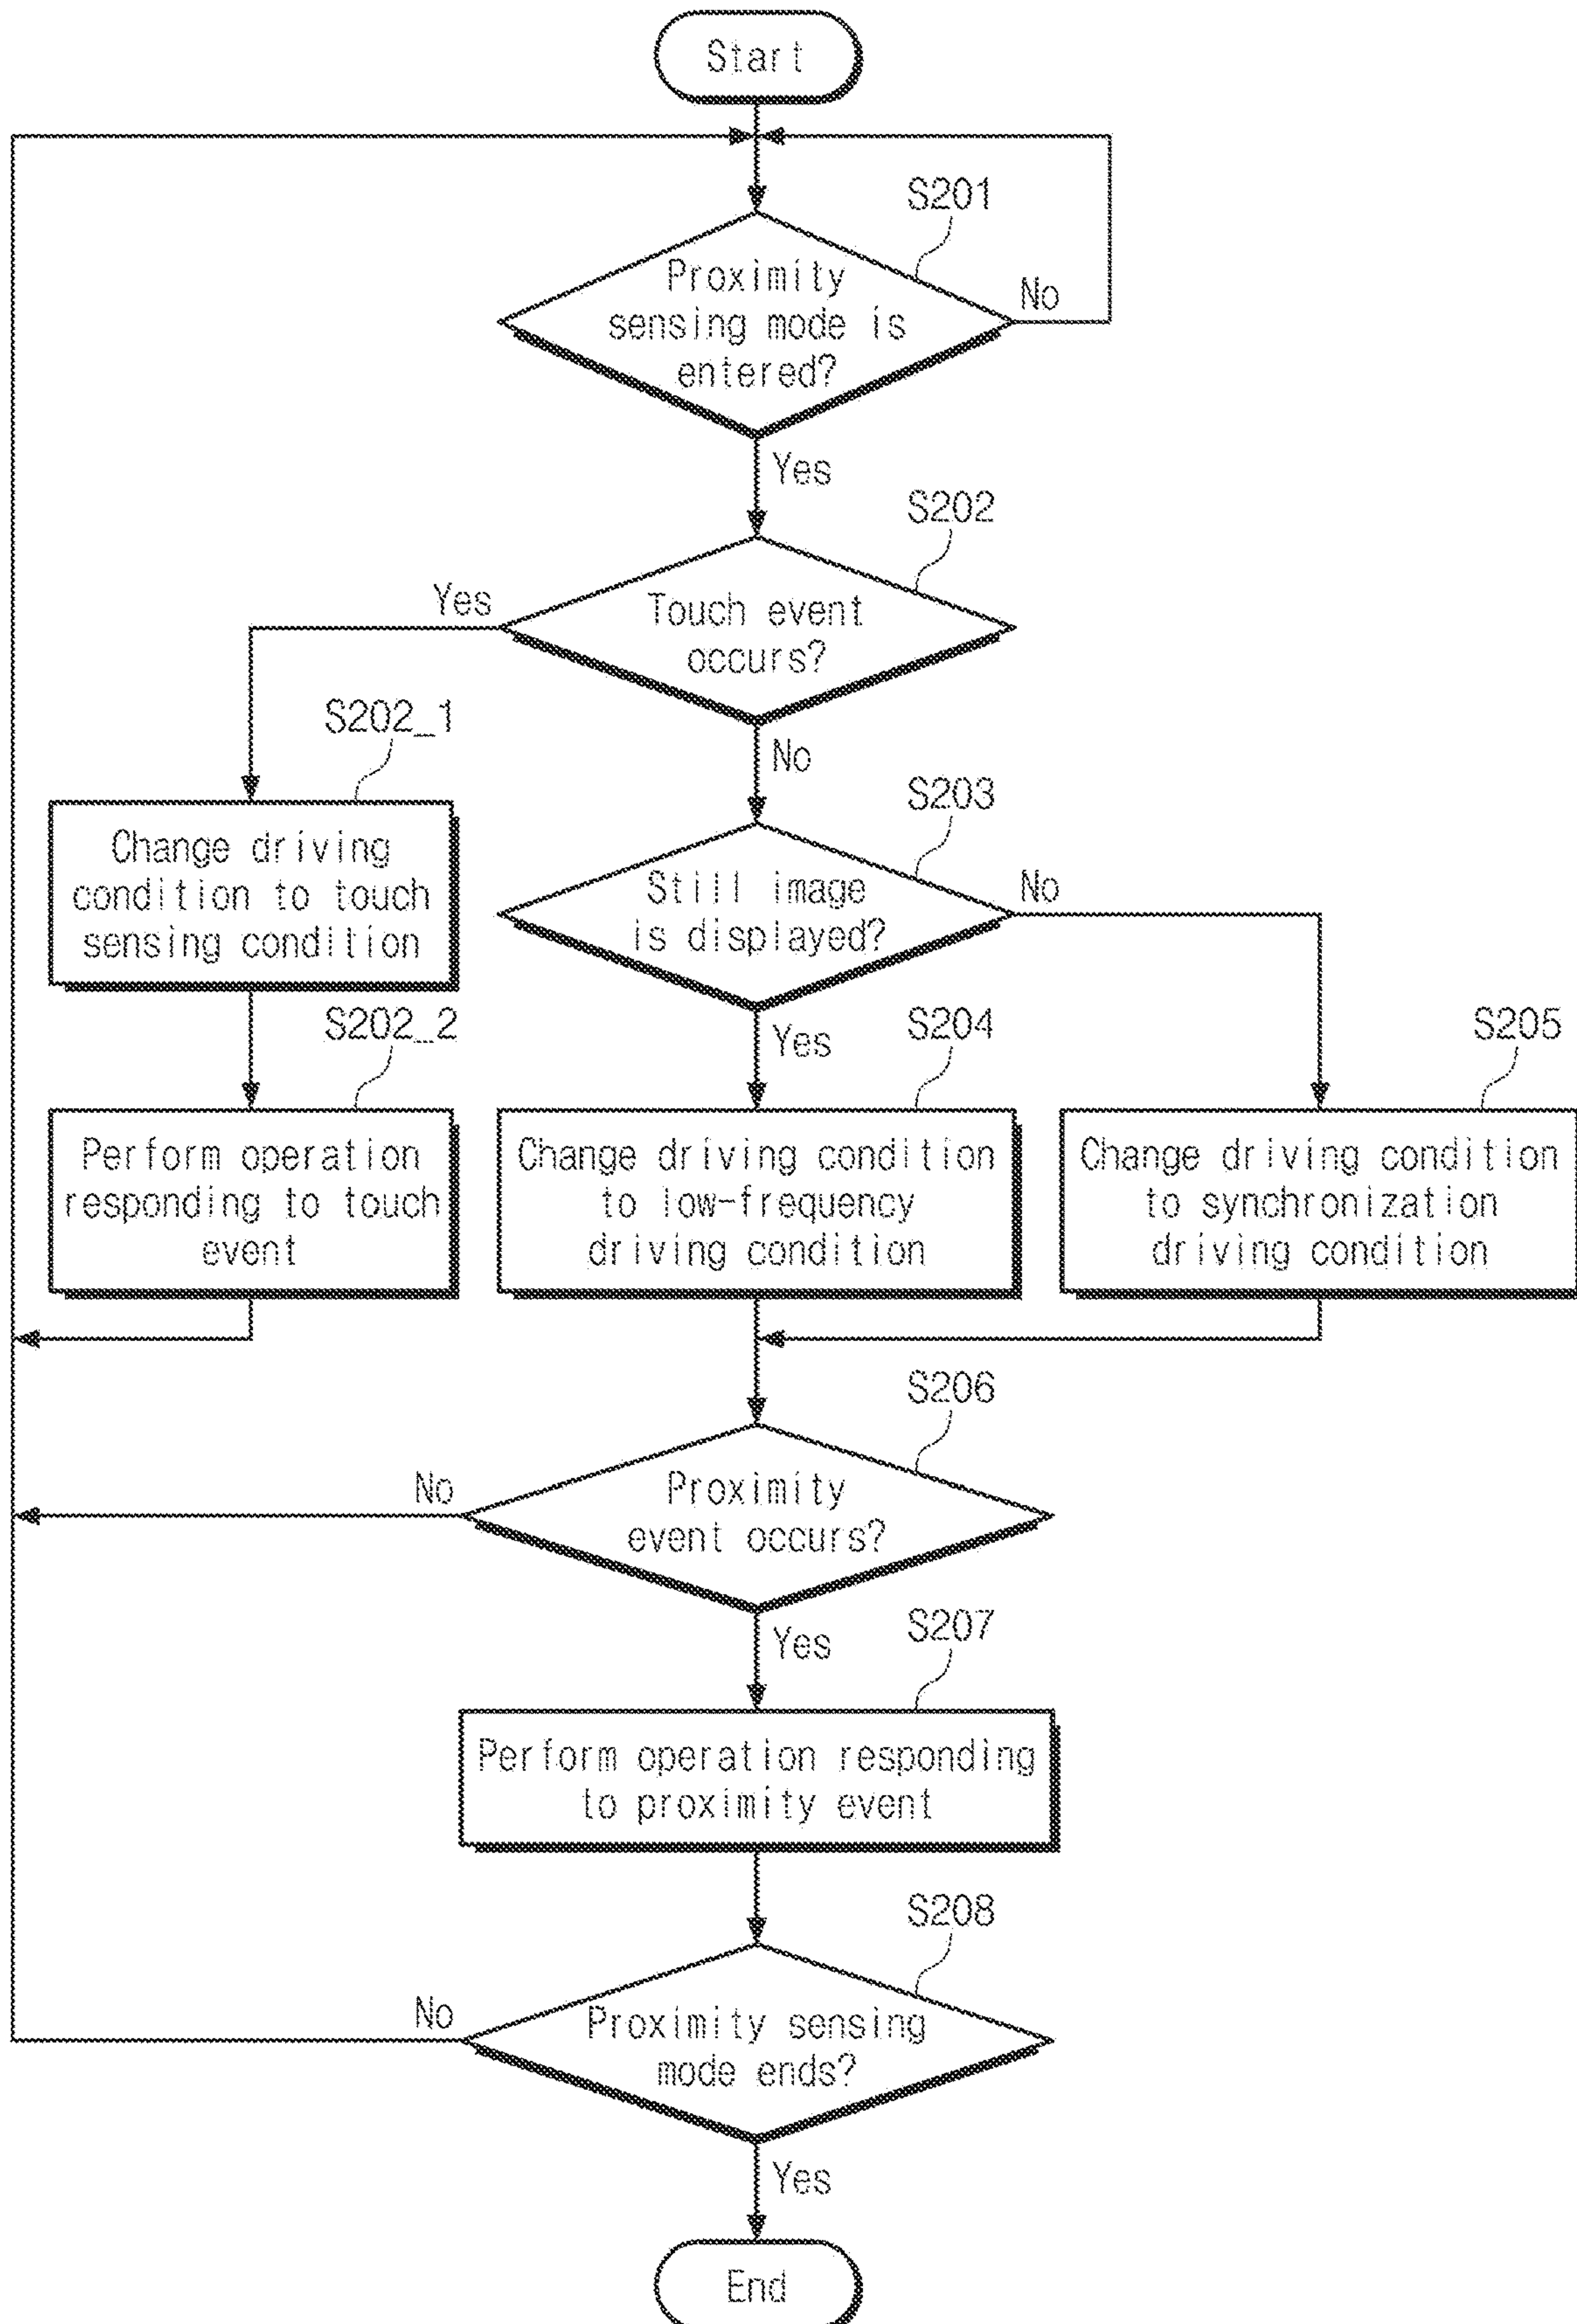 Start
S201
Proximity
sensing mode is
entered?
No
Yes
S202
Yes
Touch event
occurs?
S202_1
No
S203
Change driving
condition to touch
sensing condition
Still image
is displayed?
No
S202_2
Yes
S204
S205
Perform operation
responding to touch
event
Change driving condition
to low-frequency
driving condition
Change driving condition
to synchronization
driving condition
S206
No
Proximity
event occurs?
S207
Yes
Perform operation responding
to proximity event
S208
No
Proximity sensing
mode ends?
Yes
End